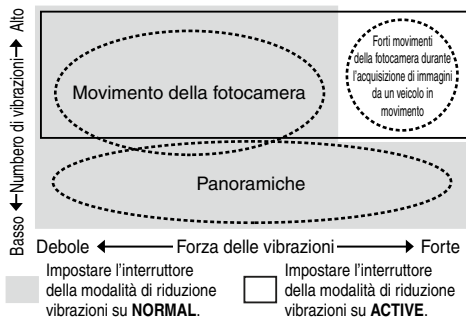 Alto
Numero di vibrazioni
Basso
Movimento della fotocamera
Forti movimenti
della fotocamera durante
l'acquisizione di immagini
da un veicolo in
movimento
Panoramiche
Debole
Forza delle vibrazioni
Forte
Impostare l'interruttore
della modalità di riduzione
vibrazioni su NORMAL.
Impostare l'interruttore
della modalità di riduzione
vibrazioni su ACTIVE.